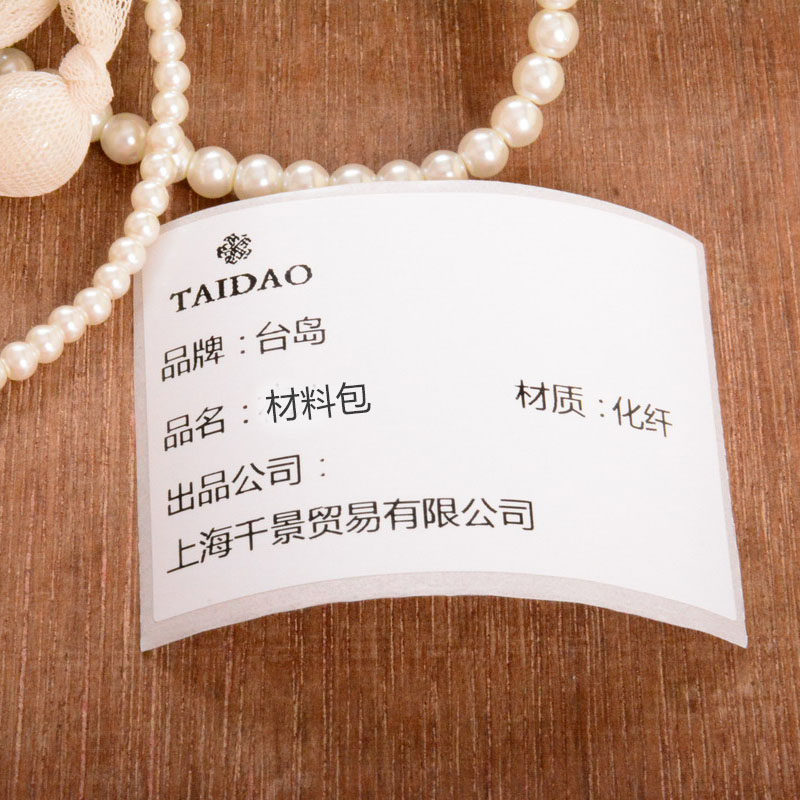 TAIDAO
品牌：台岛
品名：材料包 材质：化纤
出品公司：
上海千景贸易有限公司